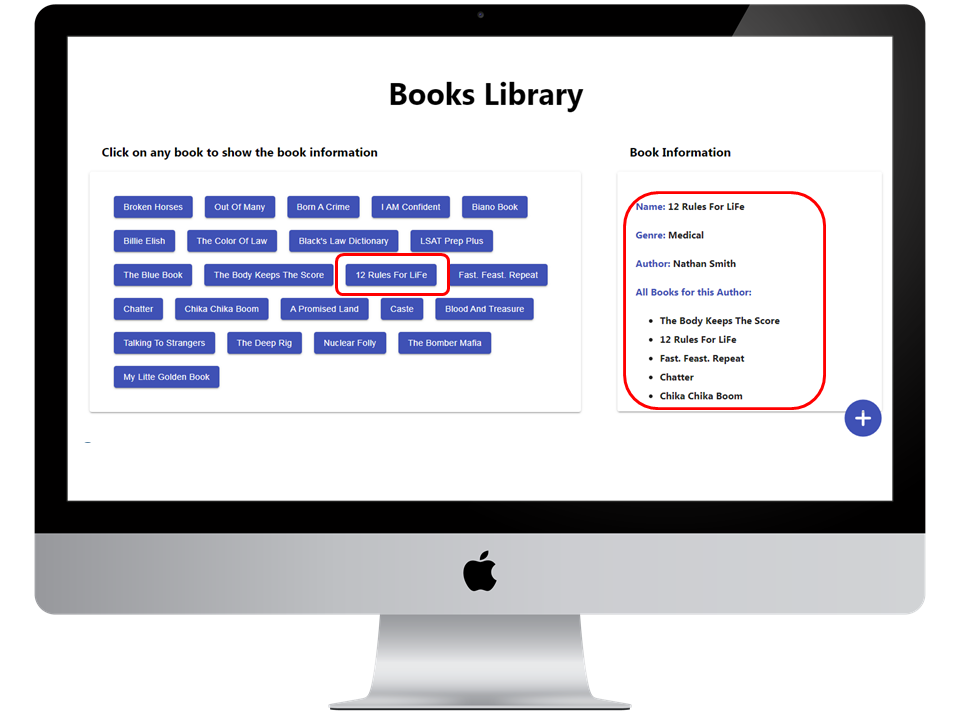 Books Library
Click on any book to show the book information
Broken Horses Out Of Many Born A Crime I AM Confident Biano Book
Billie Elish The Color Of Law Black's Law Dictionary LSAT Prep Plus
The Blue Book The Body Keeps The Score 12 Rules For LiFe Fast. Feast. Repeat
Chatter Chika Chika Boom A Promised Land Caste Blood And Treasure
Talking To Strangers The Deep Rig Nuclear Folly The Bomber Mafia
My Litte Golden Book
Book Information
Name: 12 Rules For LiFe
Genre: Medical
Author: Nathan Smith
All Books for this Author:
The Body Keeps The Score
12 Rules For LiFe
Fast. Feast. Repeat
Chatter
Chika Chika Boom
+